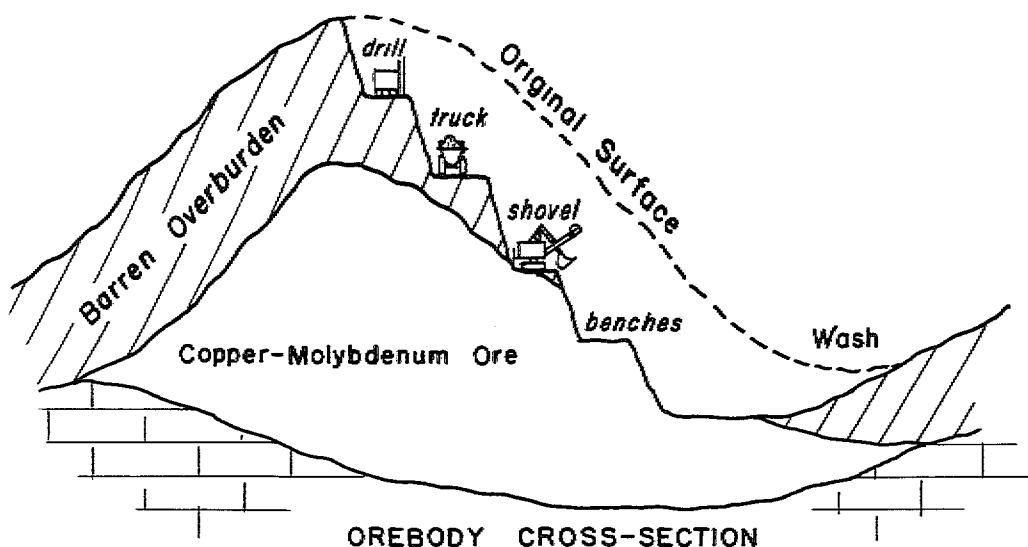 drill
Original Surface
truck
Barren Overburden
shovel
benches
Wash
Copper-Molybdenum Ore
OREBODY CROSS-SECTION